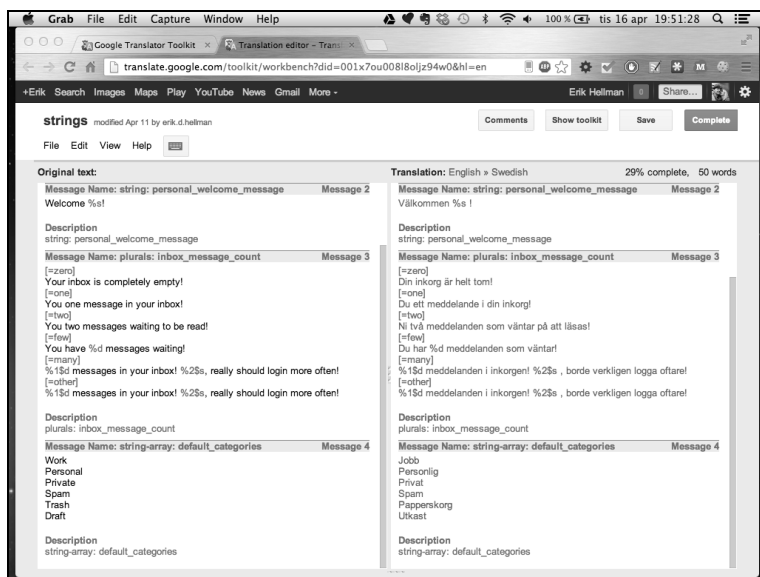 Grab File Edit Capture Window Help 100 % tis 16 apr 19:51:28
Google Translator Toolkit × Translation editor – Trans ×
translate.google.com/toolkit/workbench?did=001x7ou008l8oljz94w0&hl=en
+Erik Search Images Maps Play YouTube News Gmail More Erik Hellman 0 Share...
strings modified Apr 11 by erik.d.hellman Comments Show toolkit Save Complete
File Edit View Help
Original text:
Message Name: string: personal_welcome_message Message 2
Welcome %s!
Description
string: personal_welcome_message
Message Name: plurals: inbox_message_count Message 3
[=zero]
Your inbox is completely empty!
[=one]
You one message in your inbox!
[=two]
You two messages waiting to be read!
[=few]
You have %d messages waiting!
[=many]
%1$d messages in your inbox! %2$s, really should login more often!
[=other]
%1$d messages in your inbox! %2$s, really should login more often!
Description
plurals: inbox_message_count
Message Name: string-array: default_categories Message 4
Work
Personal
Private
Spam
Trash
Draft
Description
string-array: default_categories
Translation: English » Swedish 29% complete, 50 words
Message Name: string: personal_welcome_message Message 2
Välkommen %s !
Description
string: personal_welcome_message
Message Name: plurals: inbox_message_count Message 3
[=zero]
Din inkorg är helt tom!
[=one]
Du ett meddelande i din inkorg!
[=two]
Ni två meddelanden som väntar på att läsas!
[=few]
Du har %d meddelanden som väntar!
[=many]
%1$d meddelanden i inkorgen! %2$s , borde verkligen logga oftare!
[=other]
%1$d meddelanden i inkorgen! %2$s , borde verkligen logga oftare!
Description
plurals: inbox_message_count
Message Name: string-array: default_categories Message 4
Jobb
Personlig
Privat
Spam
Papperskorg
Utkast
Description
string-array: default_categories